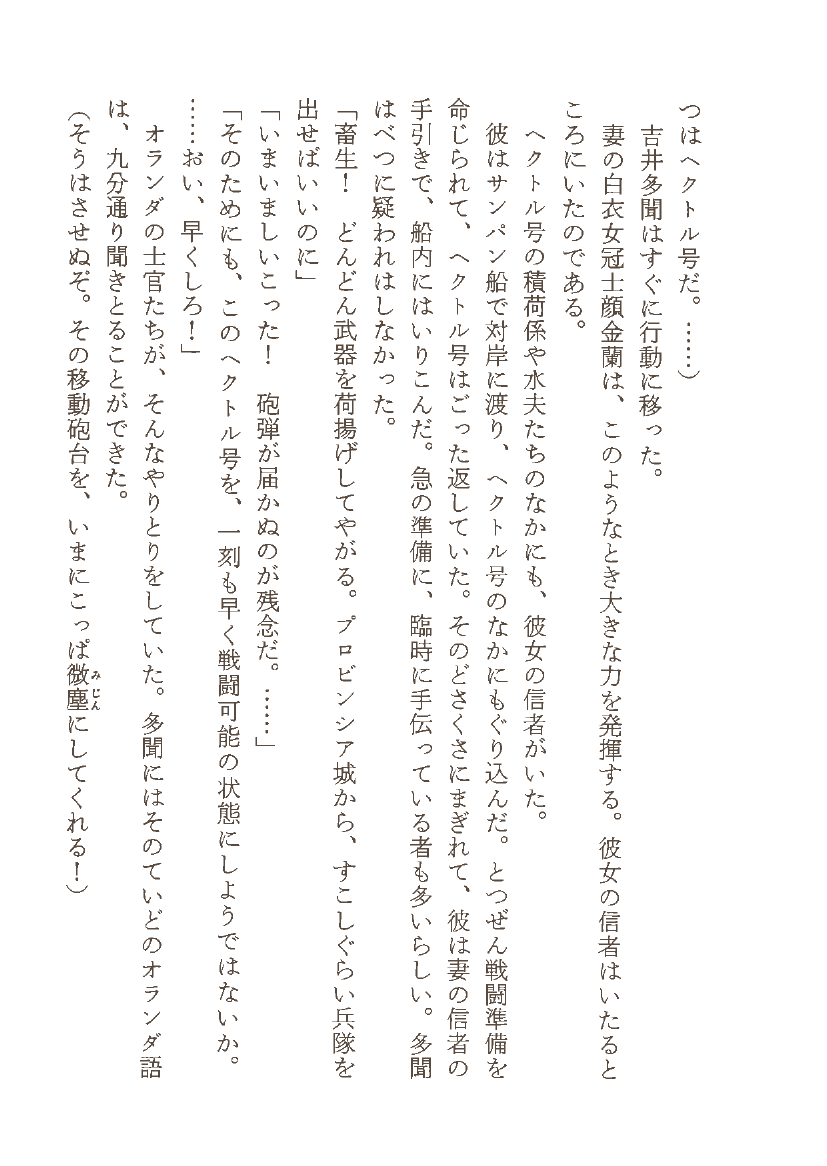 つはヘクトル号だ。……)
　吉井多聞はすぐに行動に移った。
　妻の白衣女冠士顔金蘭は、このようなとき大きな力を発揮する。彼女の信者はいたると
ころにいたのである。
　ヘクトル号の積荷係や水夫たちのなかにも、彼女の信者がいた。
　彼はサンパン船で対岸に渡り、ヘクトル号のなかにもぐり込んだ。とつぜん戦闘準備を
命じられて、ヘクトル号はごった返していた。そのどさくさにまぎれて、彼は妻の信者の
手引きで、船内にはいりこんだ。急の準備に、臨時に手伝っている者も多いらしい。多聞
はべつに疑われはしなかった。
「畜生！　どんどん武器を荷揚げしてやがる。プロビンシア城から、すこしぐらい兵隊を
出せばいいのに」
「いまいましいこった！　砲弾が届かぬのが残念だ。……」
「そのためにも、このヘクトル号を、一刻も早く戦闘可能の状態にしようではないか。
……おい、早くしろ！」
　オランダの士官たちが、そんなやりとりをしていた。多聞にはそのていどのオランダ語
は、九分通り聞きとることができた。
(そうはさせぬぞ。その移動砲台を、いまにこっぱ微塵みじんにしてくれる！)